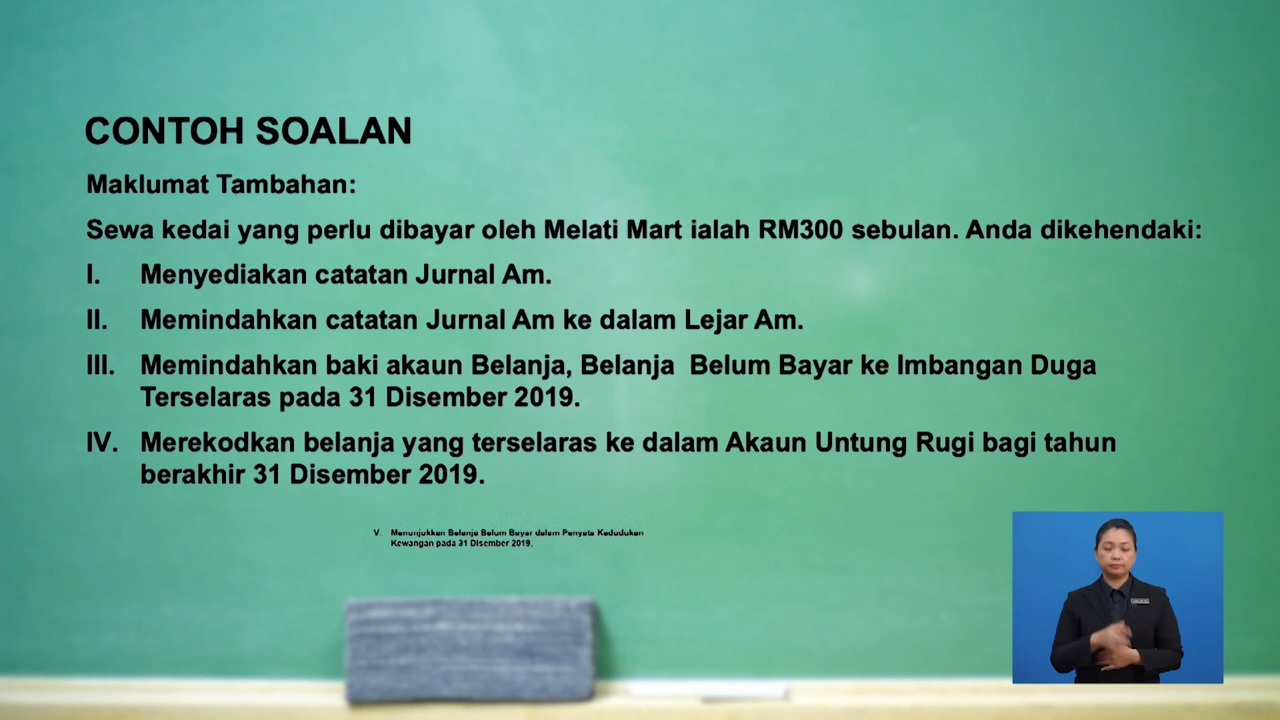 CONTOH SOALAN
Maklumat Tambahan:
Sewa kedai yang perlu dibayar oleh Melati Mart ialah RM300 sebulan. Anda dikehendaki:
I. Menyediakan catatan Jurnal Am.
II. Memindahkan catatan Jurnal Am ke dalam Lejar Am.
III. Memindahkan baki akaun Belanja, Belanja Belum Bayar ke Imbangan Duga
Terselaras pada 31 Disember 2019.
IV. Merekodkan belanja yang terselaras ke dalam Akaun Untung Rugi bagi tahun
berakhir 31 Disember 2019.
V. Menunjukkan Belanja Belum Bayar dalam Penyata Kedudukan
Kewangan pada 31 Disember 2019.